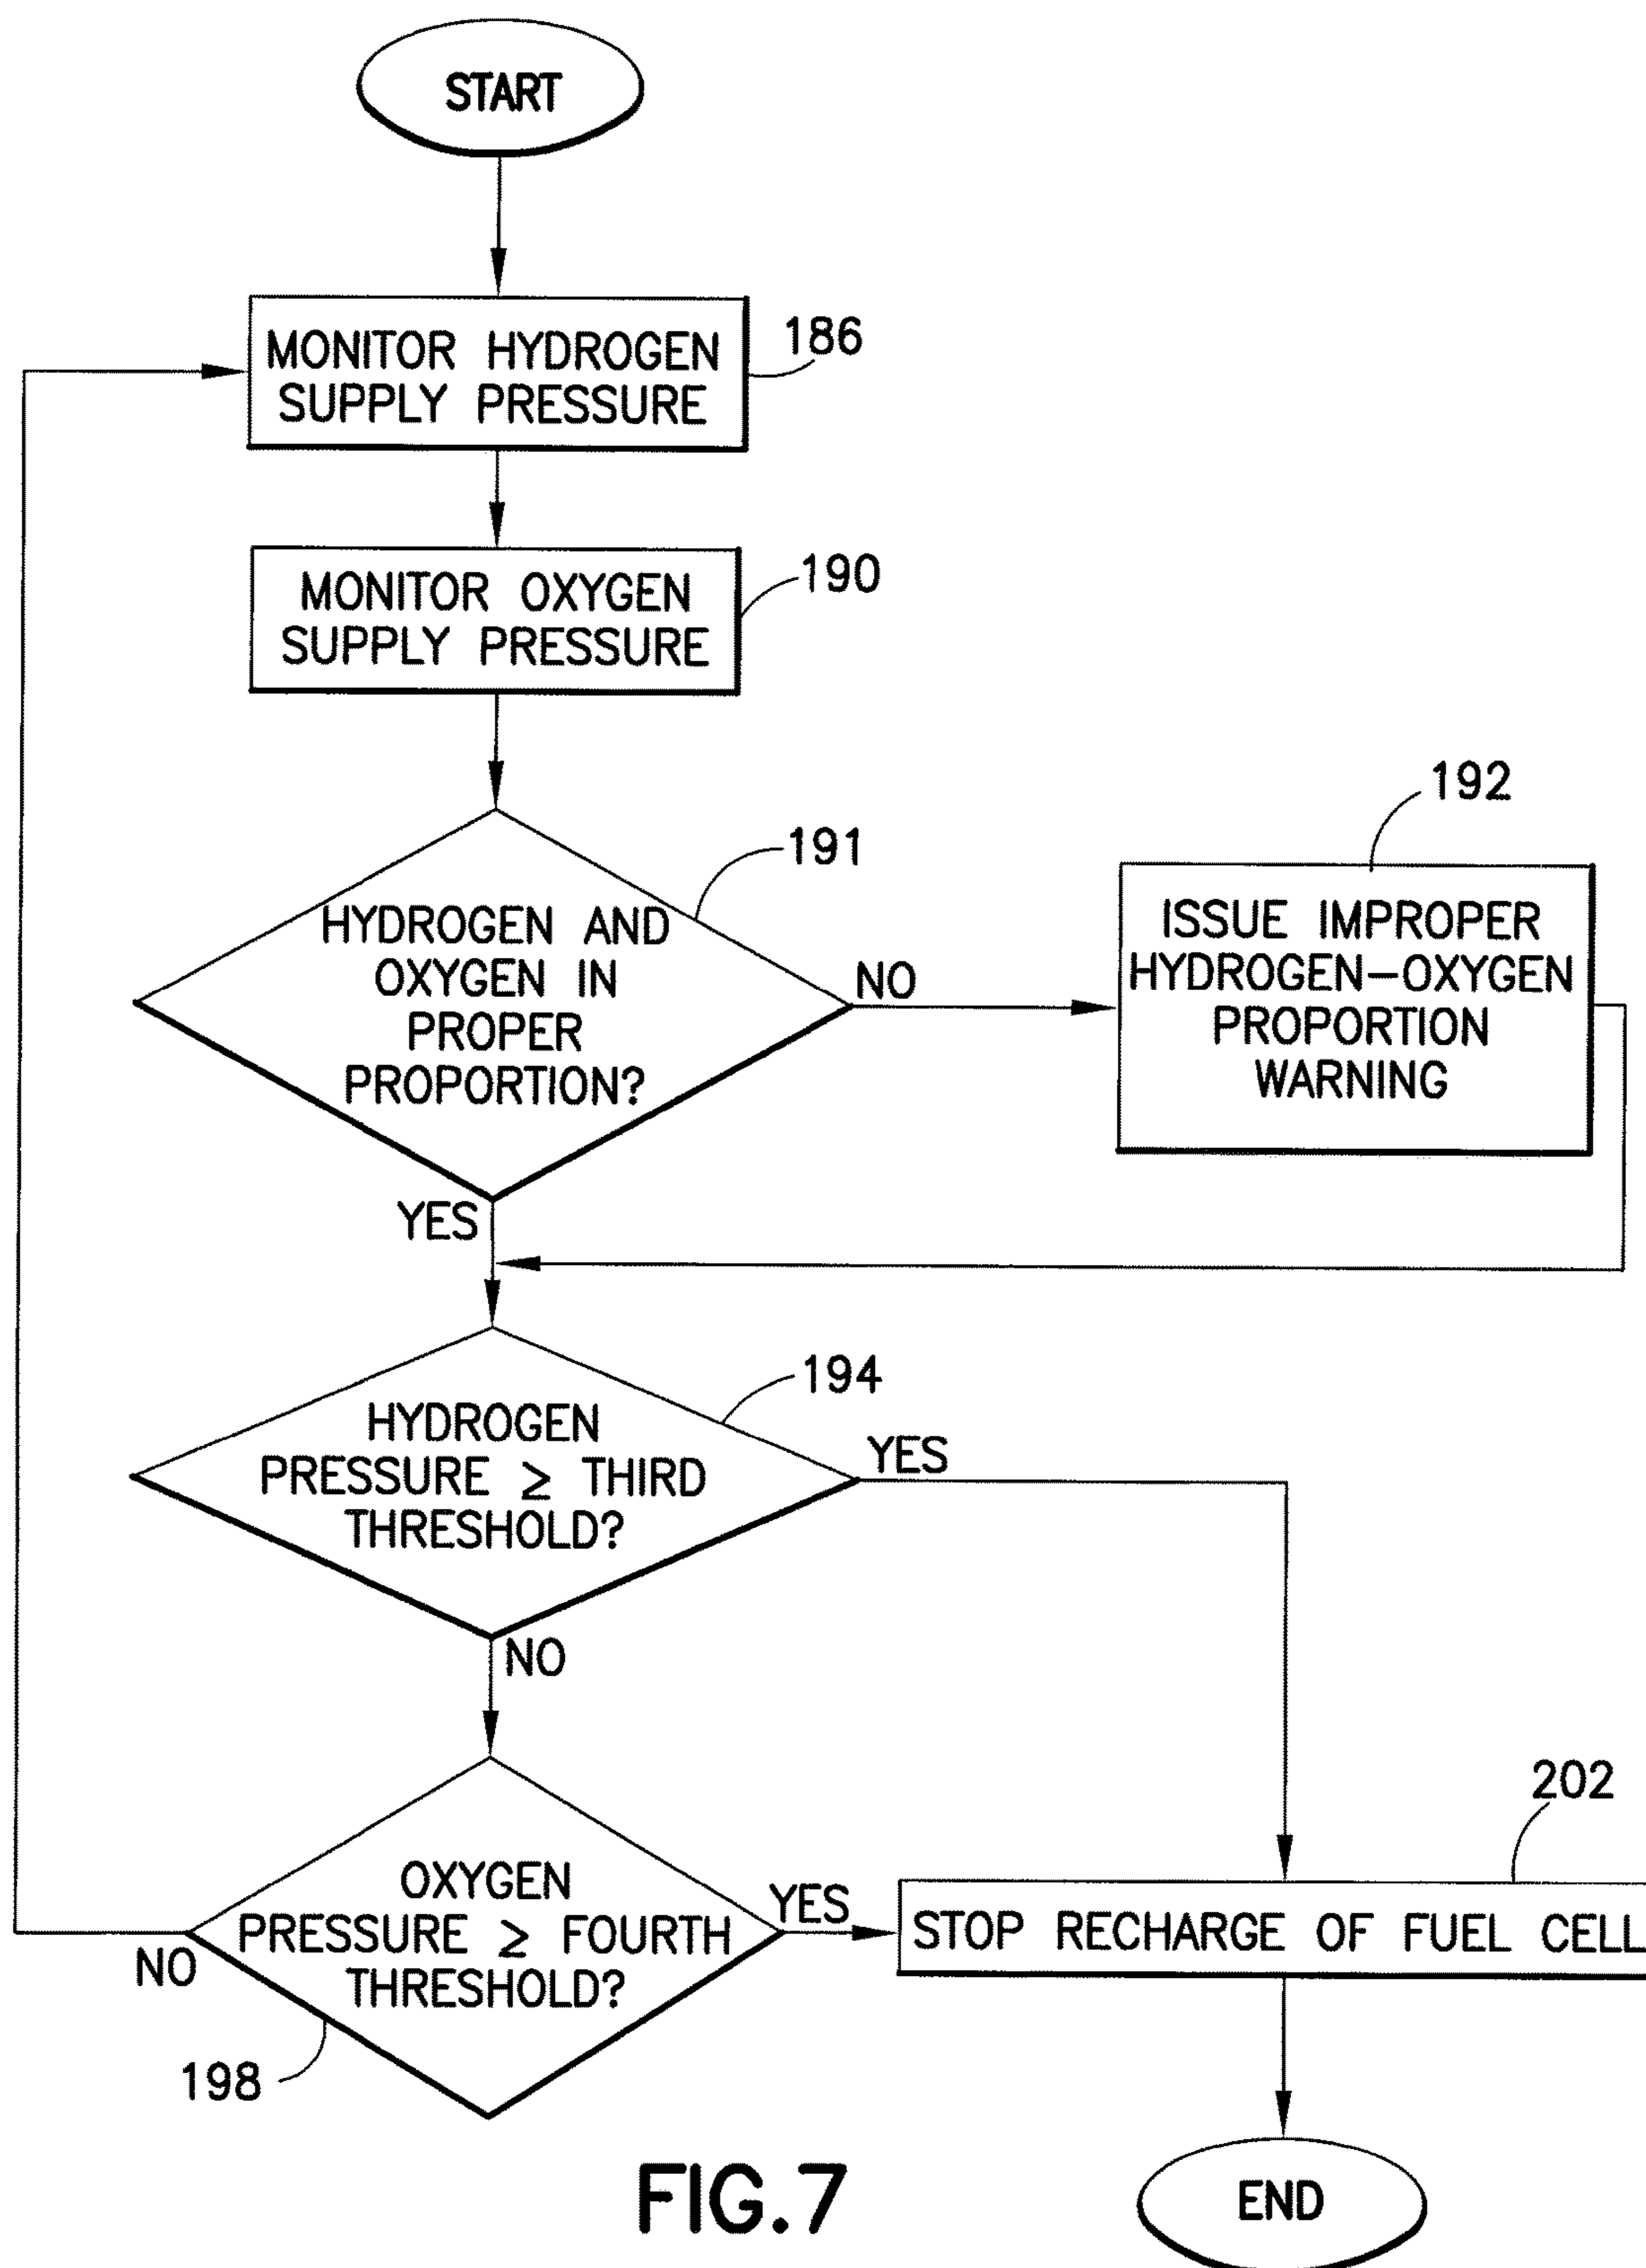 START
MONITOR HYDROGEN
SUPPLY PRESSURE
186
MONITOR OXYGEN
SUPPLY PRESSURE
190
191
HYDROGEN AND
OXYGEN IN
PROPER
PROPORTION?
NO
192
ISSUE IMPROPER
HYDROGEN-OXYGEN
PROPORTION
WARNING
YES
194
HYDROGEN
PRESSURE ≥ THIRD
THRESHOLD?
YES
NO
OXYGEN
PRESSURE ≥ FOURTH
THRESHOLD?
NO
198
YES
202
STOP RECHARGE OF FUEL CELL
END
FIG.7